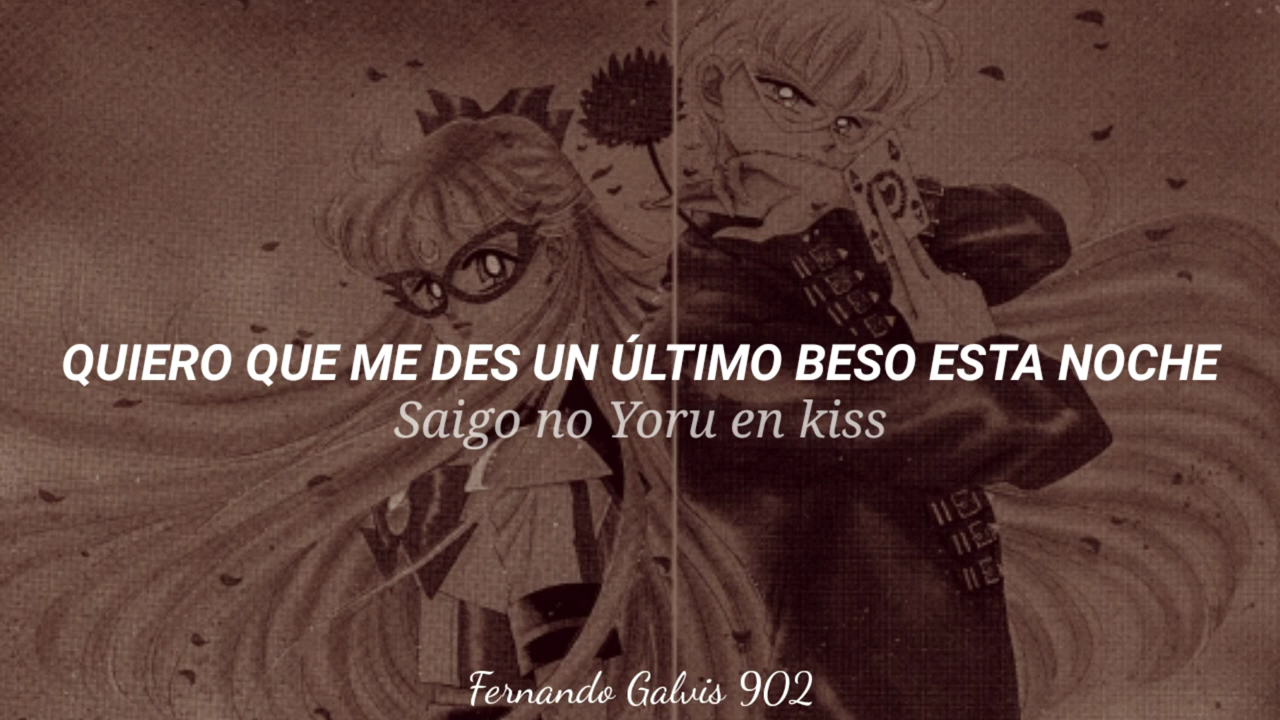 QUIERO QUE ME DES UN ÚLTIMO BESO ESTA NOCHE
Saigo no Yoru en kiss
Fernando Galvis 902